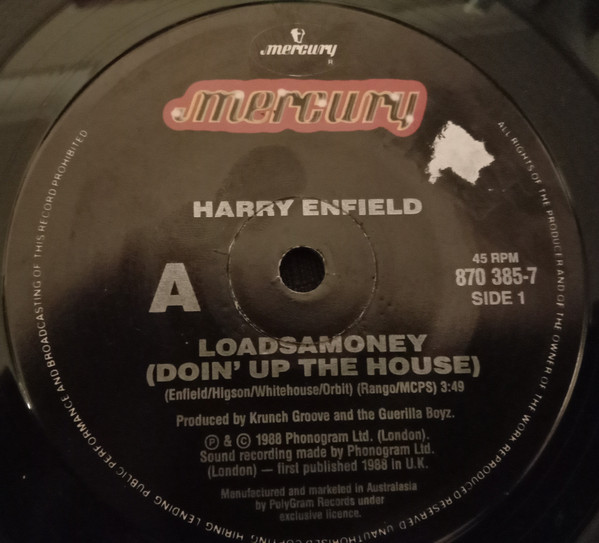 mercury
R
mercury
HARRY ENFIELD
A
45 RPM
870 385-7
SIDE 1
LOADSAMONEY
(DOIN' UP THE HOUSE)
(Enfield/Higson/Whitehouse/Orbit) (Rango/MCPS) 3:49
Produced by Krunch Groove and the Guerilla Boyz.
Ⓟ & © 1988 Phonogram Ltd. (London).
Sound recording made by Phonogram Ltd.
(London) — first published 1988 in U.K.
Manufactured and marketed in Australasia
by PolyGram Records under
exclusive licence.
ALL RIGHTS OF THE PRODUCER AND OF THE OWNER OF THE WORK REPRODUCED RESERVED UNAUTHORISED COPYING HIRING LENDING PUBLIC PERFORMANCE AND BROADCASTING OF THIS RECORD PROHIBITED